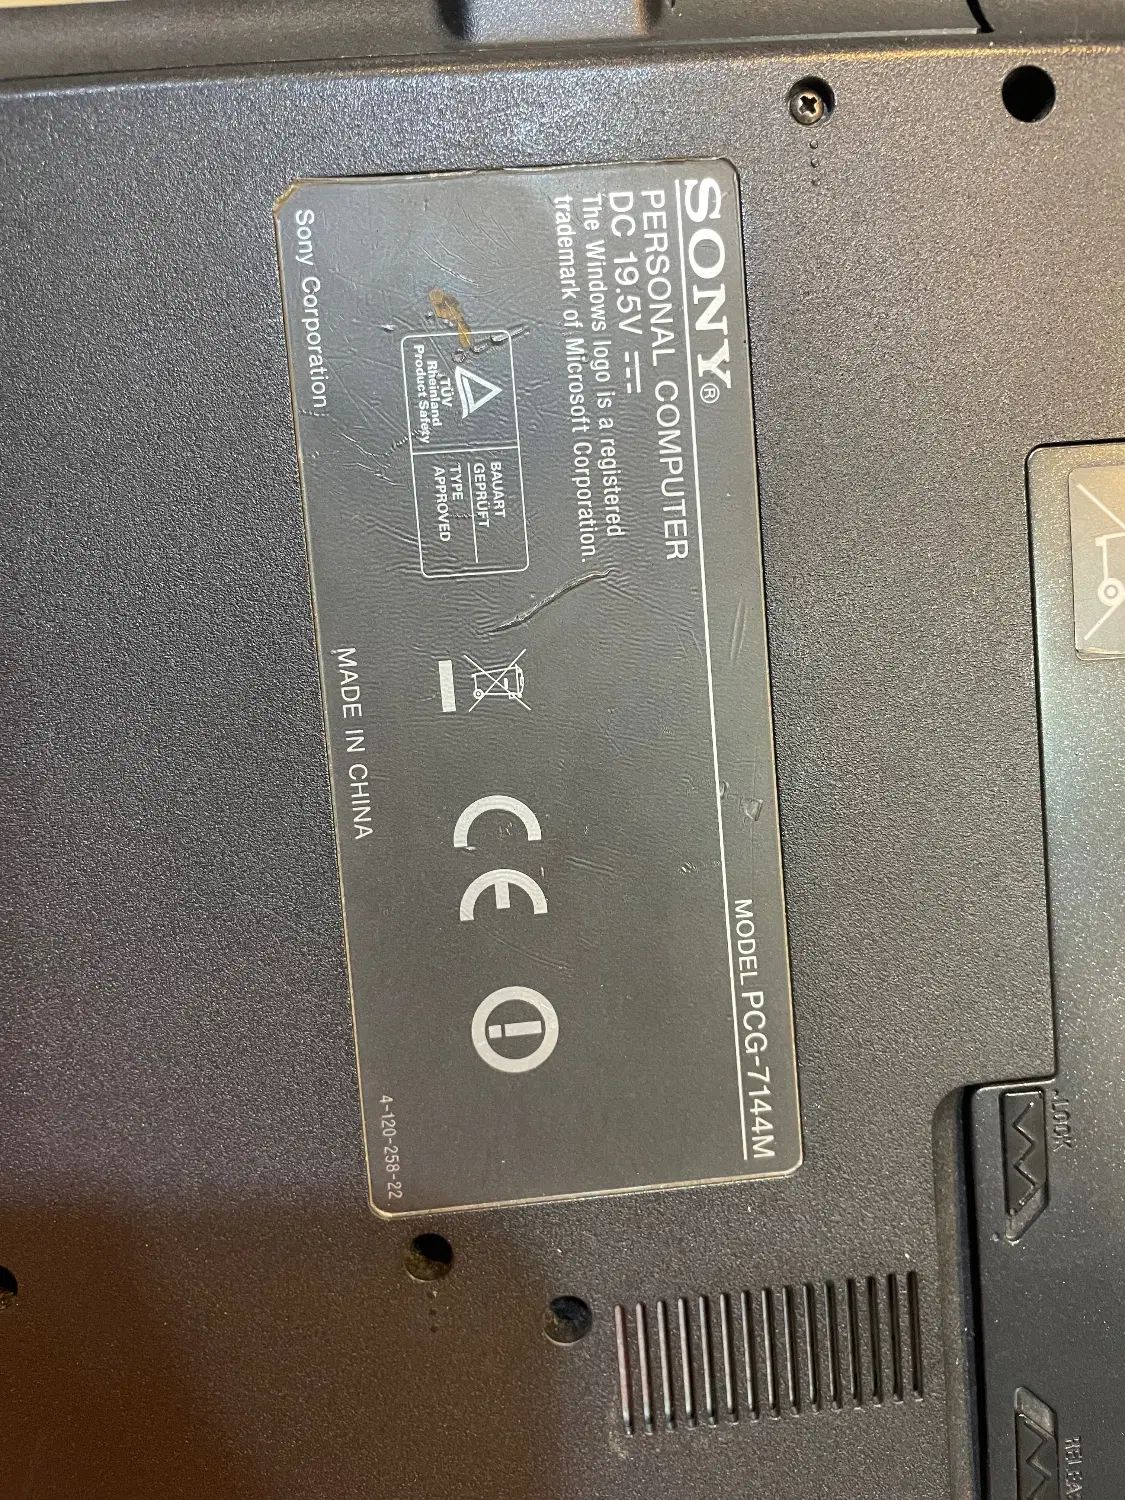 SONY®
MODEL PCG-7144M
PERSONAL COMPUTER
DC 19.5V
The Windows logo is a registered
trademark of Microsoft Corporation.
TÜV
Rheinland
Product Safety
BAUART
GEPRÜFT
TYPE
APPROVED
CE
Sony Corporation
MADE IN CHINA
4-120-258-22
LOCK